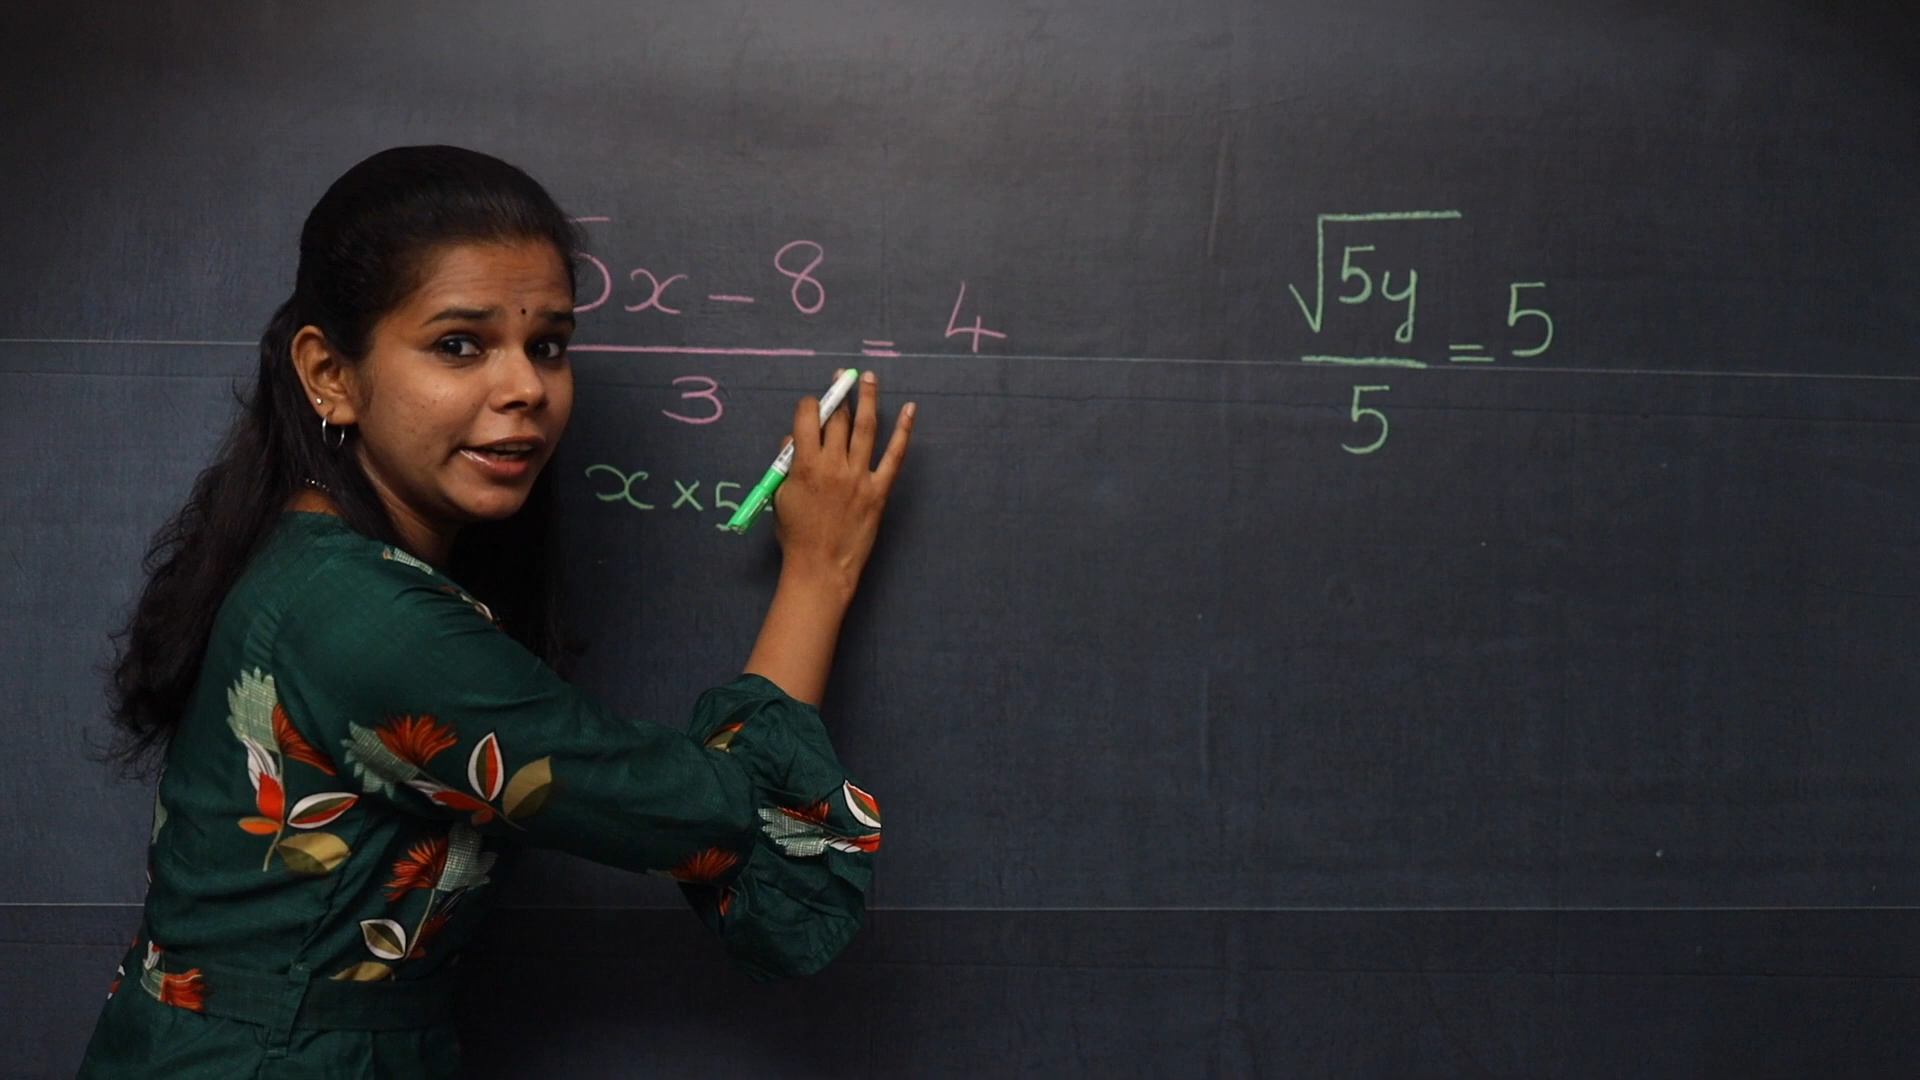 5x - 8 = 4
3
x × 5
√5y = 5
5